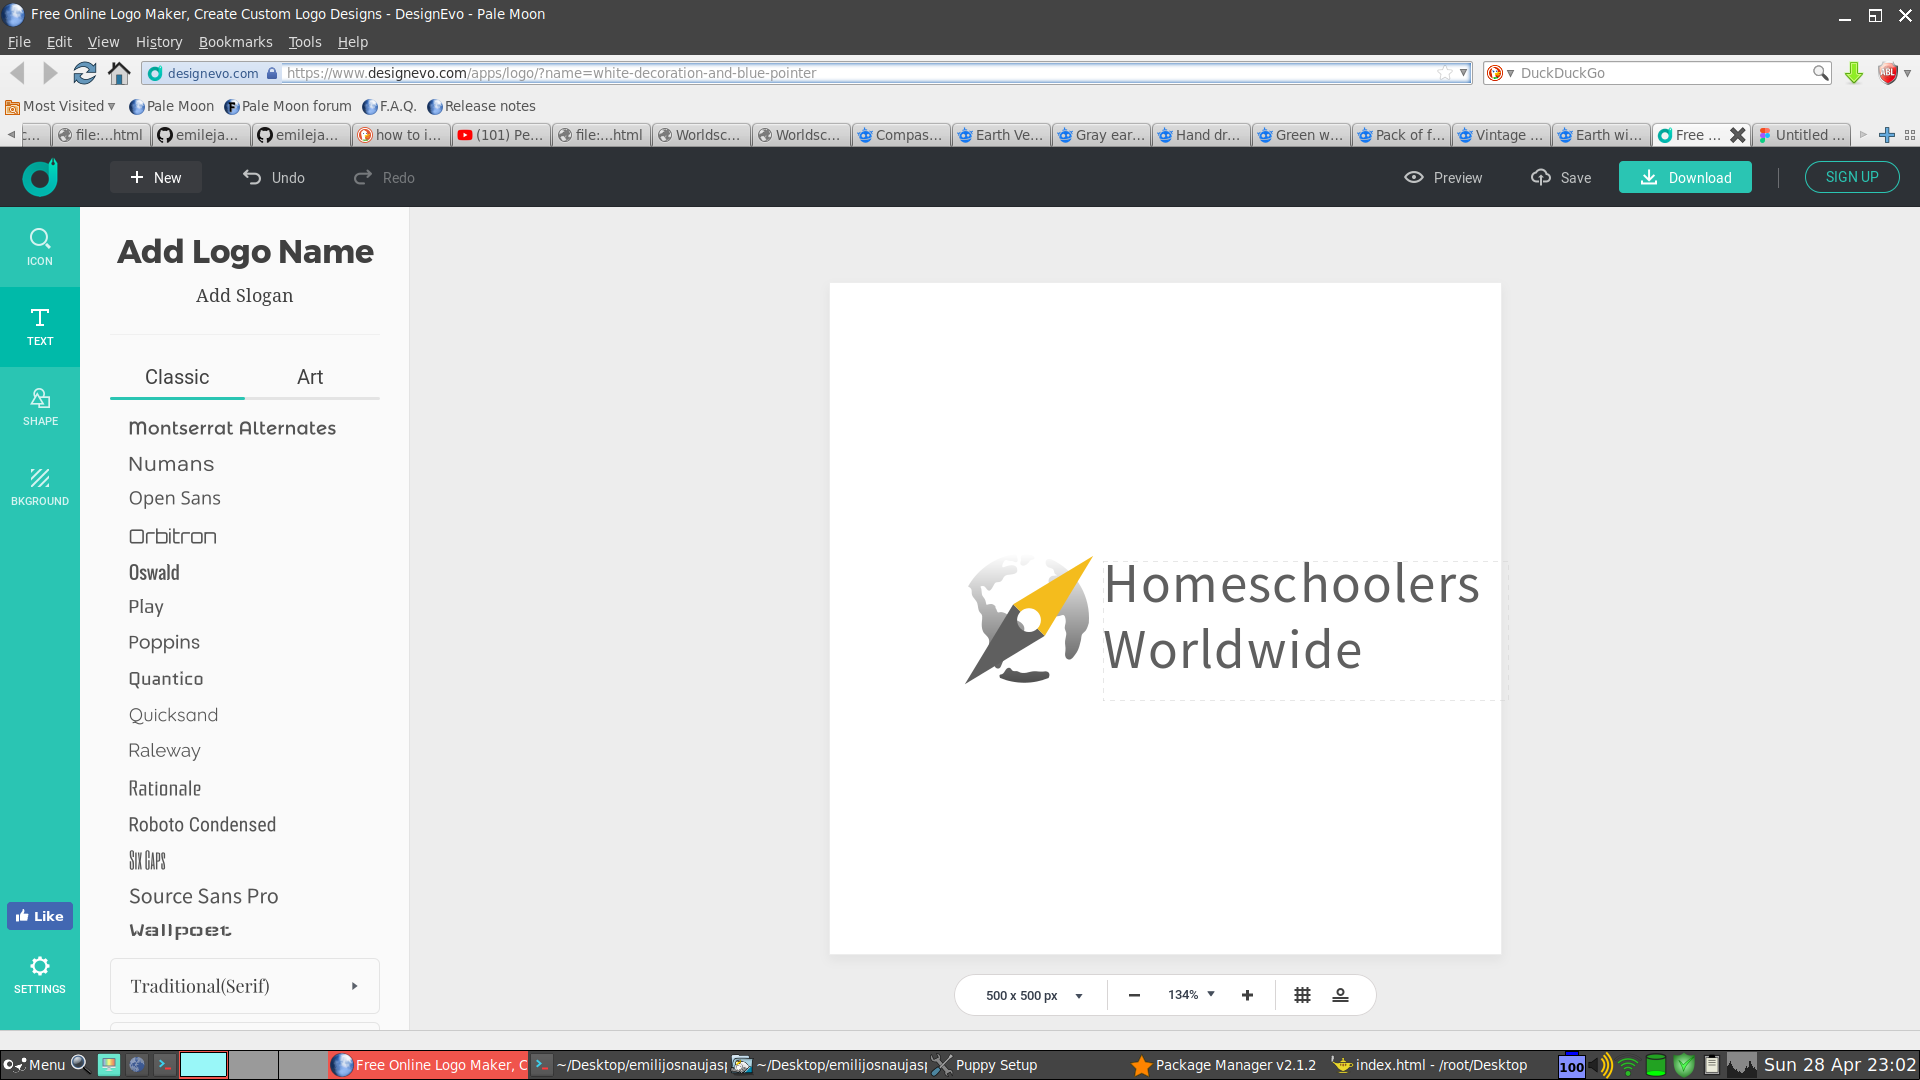 Free Online Logo Maker, Create Custom Logo Designs - DesignEvo - Pale Moon
File Edit View History Bookmarks Tools Help
designevo.com https://www.designevo.com/apps/logo/?name=white-decoration-and-blue-pointer DuckDuckGo ABL
Most Visited Pale Moon Pale Moon forum F.A.Q. Release notes
c... file:...html emileja... emileja... how to i... (101) Pe... file:...html Worldsc... Worldsc... Compas... Earth Ve... Gray ear... Hand dr... Green w... Pack of f... Vintage ... Earth wi... Free ... Untitled ...
New Undo Redo Preview Save Download SIGN UP
ICON
TEXT
SHAPE
BKGROUND
Like
SETTINGS
Add Logo Name
Add Slogan
Classic Art
Montserrat Alternates
Numans
Open Sans
Orbitron
Oswald
Play
Poppins
Quantico
Quicksand
Raleway
Rationale
Roboto Condensed
Six Caps
Source Sans Pro
Wallpoet
Traditional(Serif)
Homeschoolers
Worldwide
500 x 500 px 134%
Menu Free Online Logo Maker, C ~/Desktop/emilijosnaujasp ~/Desktop/emilijosnaujasp Puppy Setup Package Manager v2.1.2 index.html - /root/Desktop 100 Sun 28 Apr 23:02